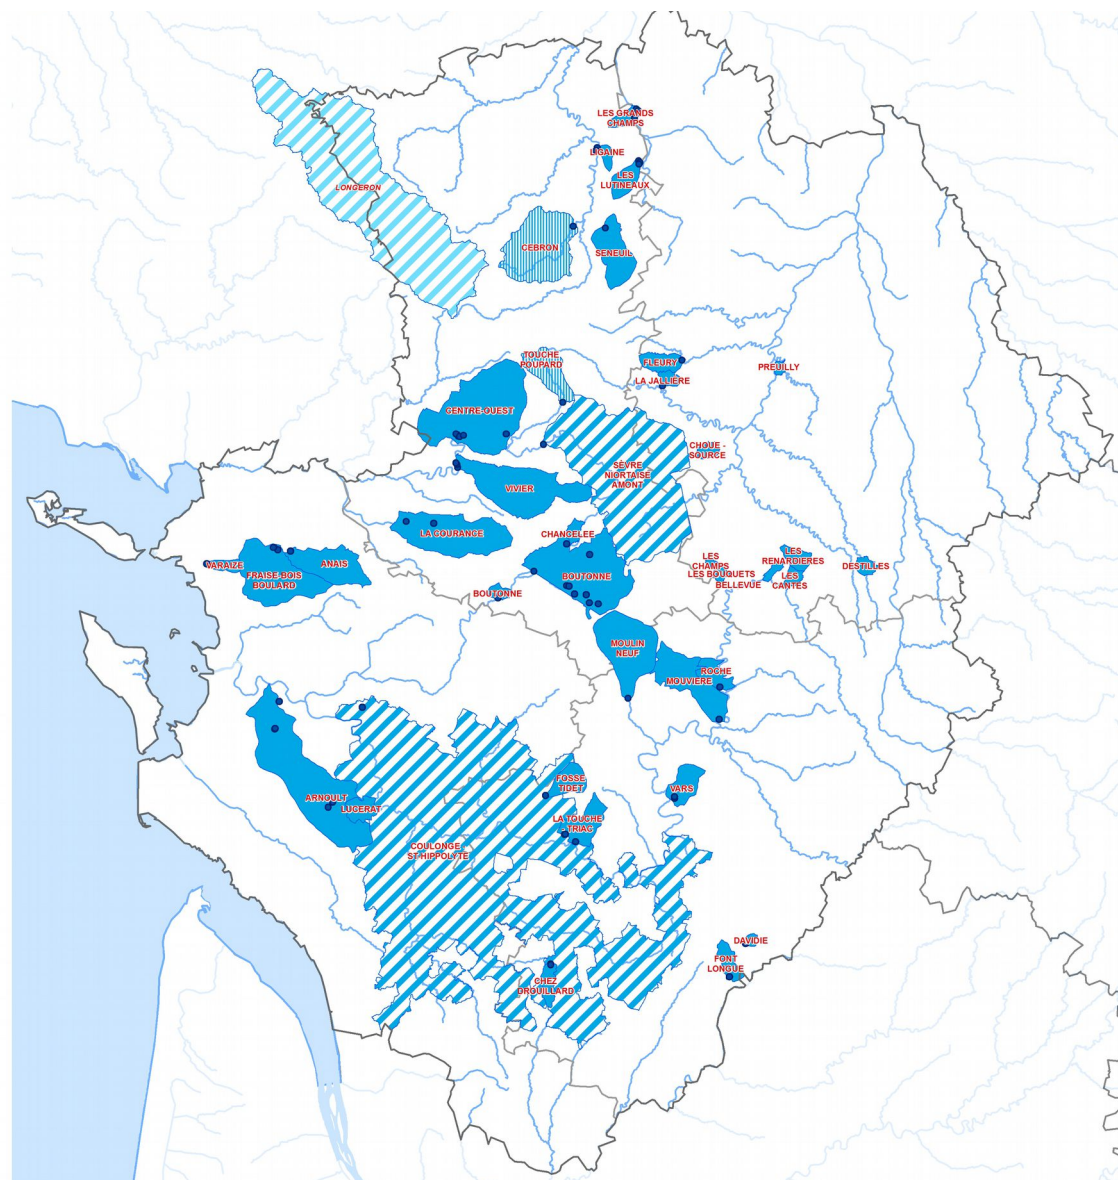 LES GRANDS
CHAMPS
LIGAINE
LES
LUTINEAUX
LONGERON
CEBRON
SENEUIL
TOUCHE
POUPARD
FLEURY
PREUILLY
LA JALLIERE
CENTRE-OUEST
CHOUE -
SOURCE
SÈVRE
NIORTAISE
AMONT
VIVIER
LA COURANCE
CHANCELEE
VARAIZE
ANAIS
FRAISE BOIS
BOULARD
BOUTONNE
BOUTONNE
LES
CHAMPS
LES BOUQUETS
BELLEVUE
LES
RENARDIERES
LES
CANTES
DESTILLES
MOULIN
NEUF
ROCHE
MOUVIERE
FOSSE
TIDET
VARS
ARNOULT
LUCERAT
LA TOUCHE
- TRIAC
COULONGE
ST HIPPOLYTE
DAVIDIE
FONT
LONGUE
CHEZ
DROUILLARD